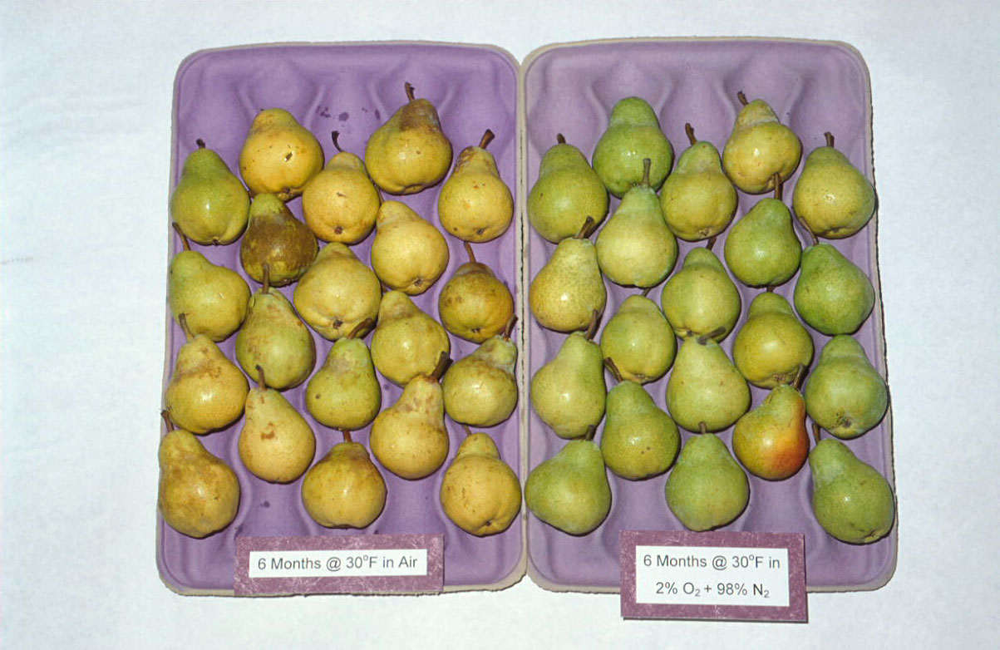 6 Months @ 30°F in Air
6 Months @ 30°F in
2% O₂ + 98% N₂